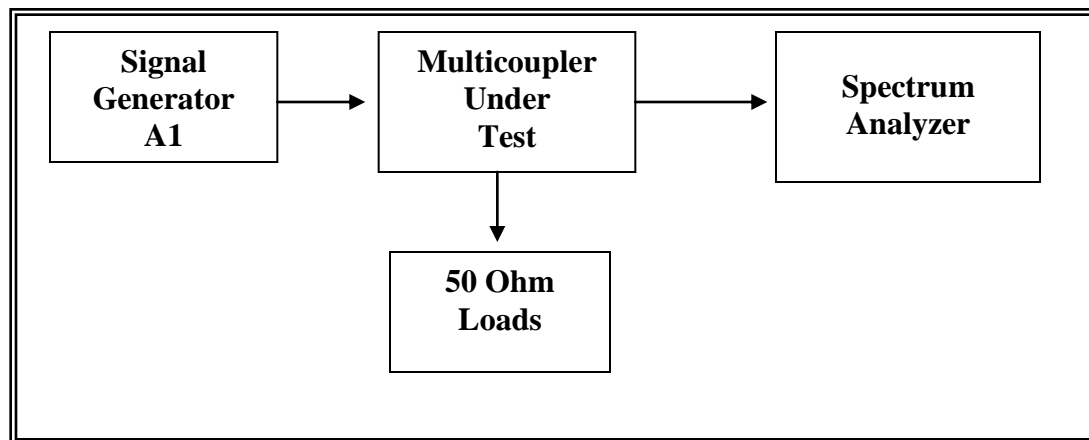 Signal
Generator
A1
Multicoupler
Under
Test
Spectrum
Analyzer
50 Ohm
Loads